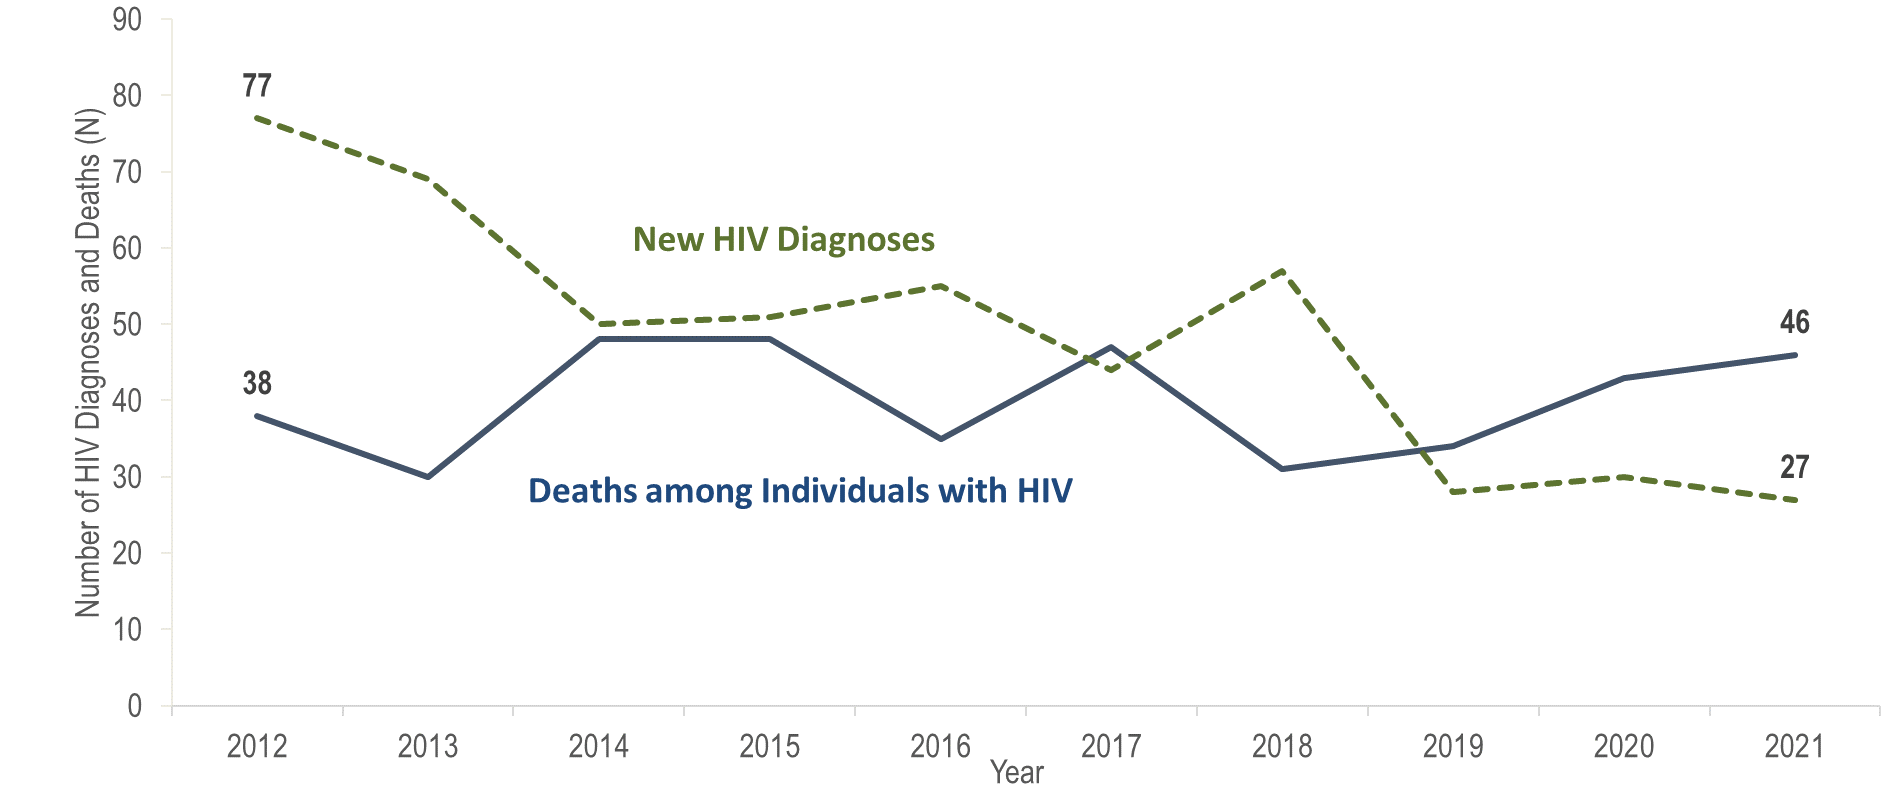 Number of HIV Diagnoses and Deaths (N)
90
80
70
60
50
40
30
20
10
0
77
38
New HIV Diagnoses
Deaths among Individuals with HIV
46
27
2012 2013 2014 2015 2016 2017 2018 2019 2020 2021
Year